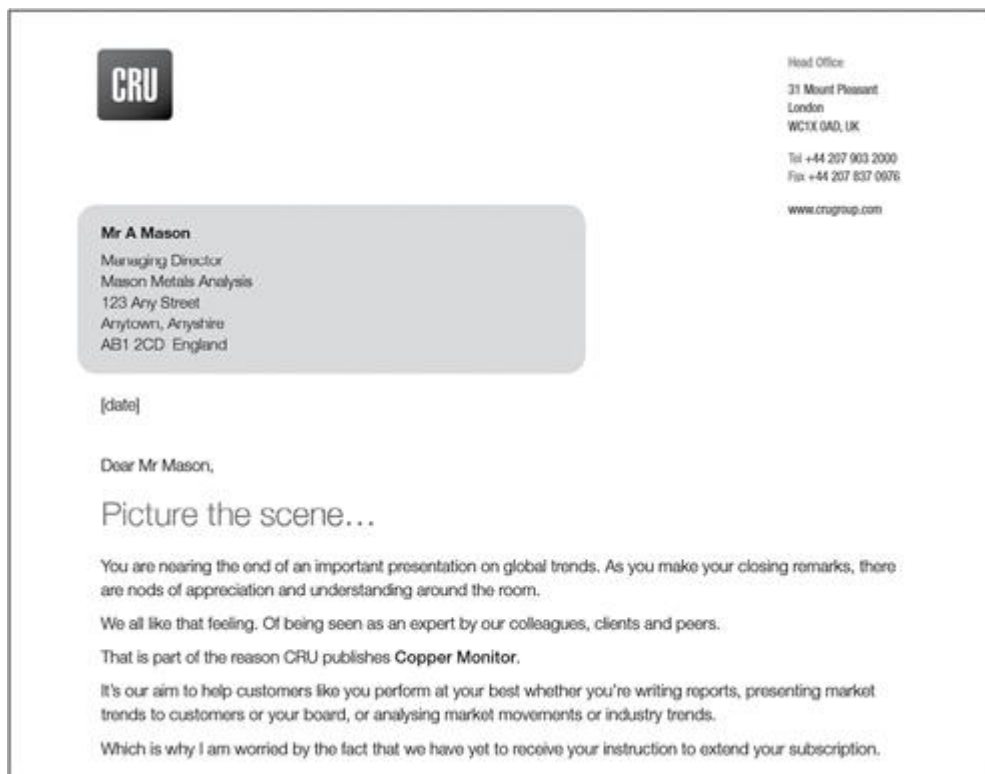 CRU
Head Office
31 Mount Pleasant
London
WC1X 0AD, UK
Tel +44 207 903 2000
Fax +44 207 837 0976
www.crugroup.com
Mr A Mason
Managing Director
Mason Metals Analysis
123 Any Street
Anytown, Anyshire
AB1 2CD England
[date]
Dear Mr Mason,
Picture the scene…
You are nearing the end of an important presentation on global trends. As you make your closing remarks, there
are nods of appreciation and understanding around the room.
We all like that feeling. Of being seen as an expert by our colleagues, clients and peers.
That is part of the reason CRU publishes Copper Monitor.
It's our aim to help customers like you perform at your best whether you're writing reports, presenting market
trends to customers or your board, or analysing market movements or industry trends.
Which is why I am worried by the fact that we have yet to receive your instruction to extend your subscription.